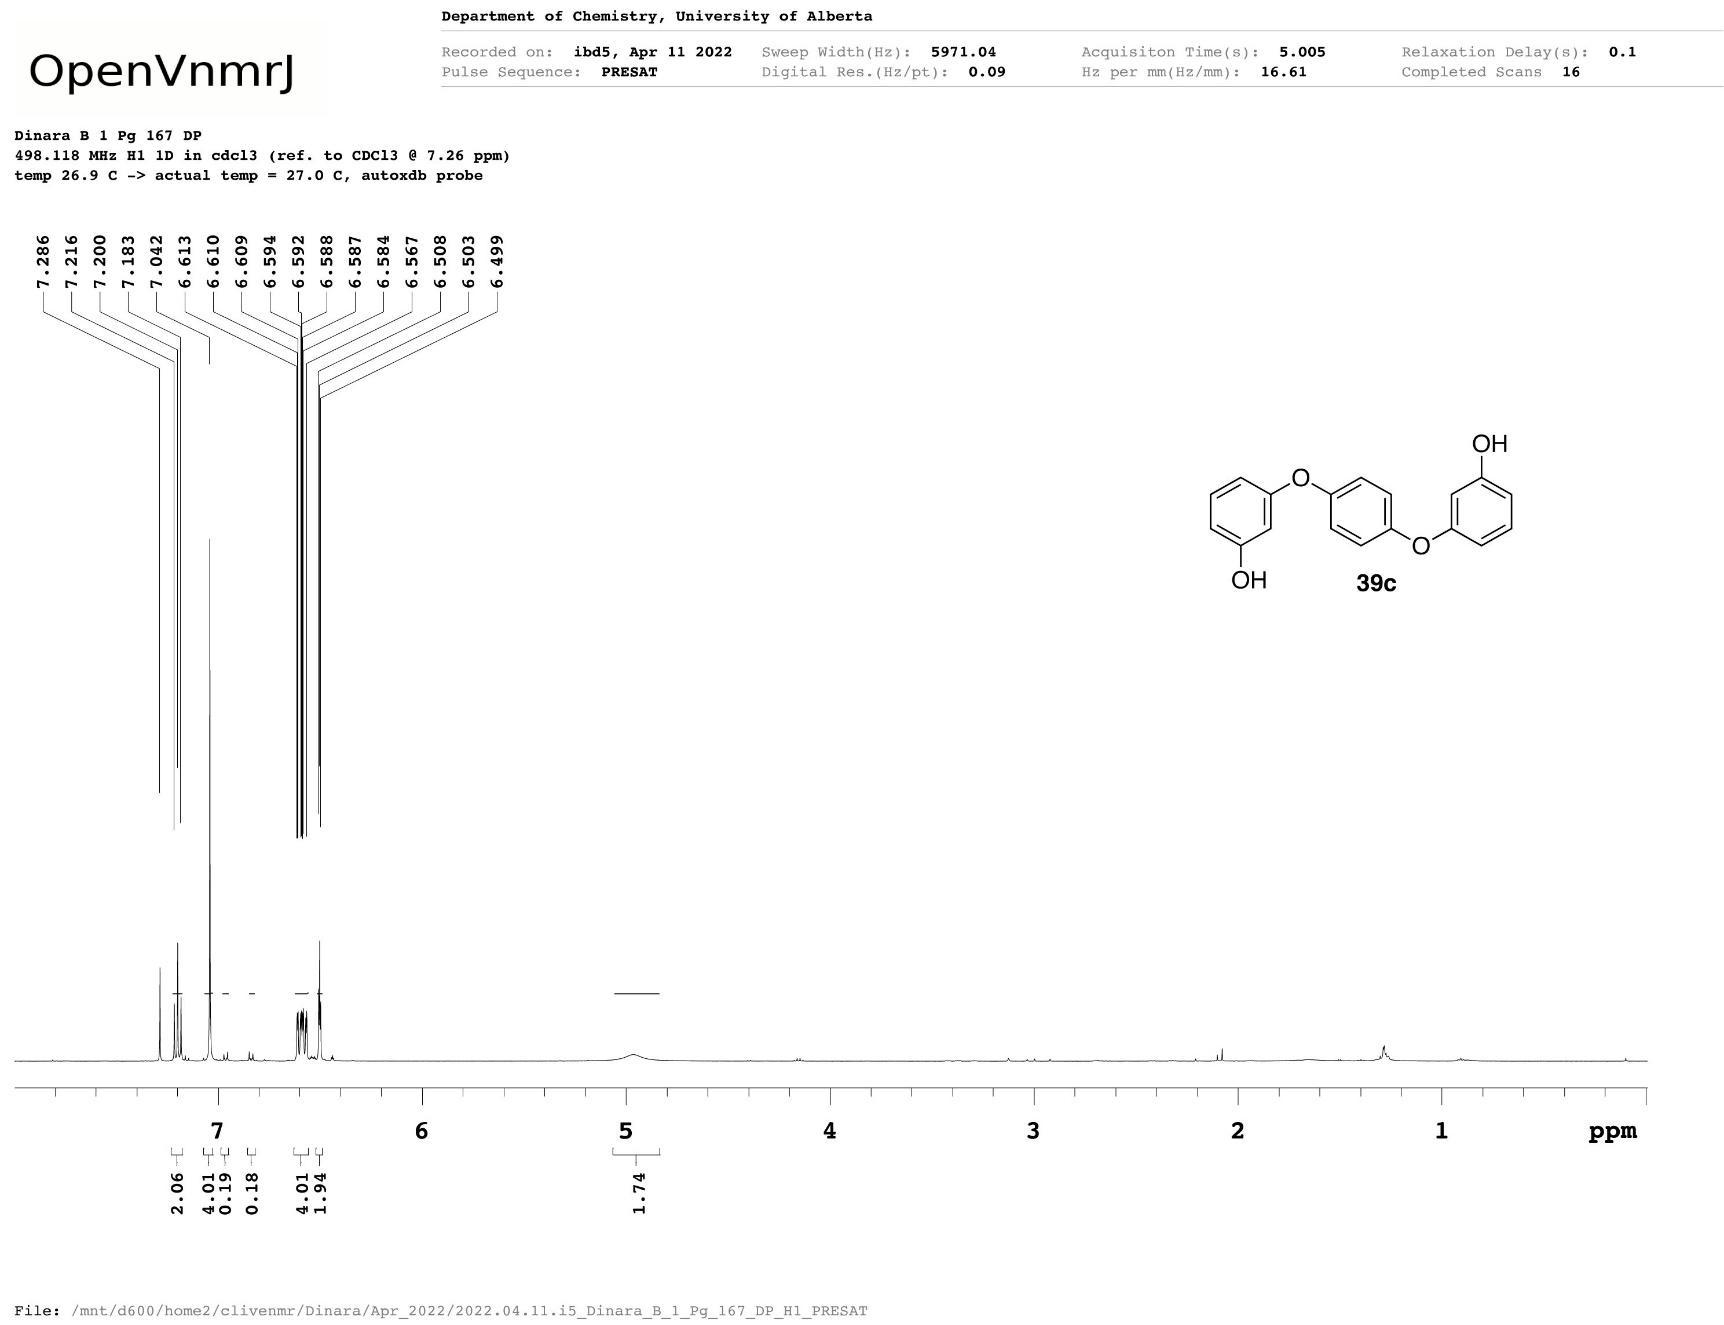 Department of Chemistry, University of Alberta
OpenVnmrJ
Recorded on: ibd5, Apr 11 2022 Sweep Width(Hz): 5971.04 Acquisiton Time(s): 5.005 Relaxation Delay(s): 0.1
Pulse Sequence: PRESAT Digital Res.(Hz/pt): 0.09 Hz per mm(Hz/mm): 16.61 Completed Scans 16
Dinara B 1 Pg 167 DP
498.118 MHz H1 1D in cdcl3 (ref. to CDCl3 @ 7.26 ppm)
temp 26.9 C -> actual temp = 27.0 C, autoxdb probe
7.286
7.216
7.200
7.183
7.042
6.613
6.610
6.609
6.594
6.592
6.588
6.587
6.584
6.567
6.508
6.503
6.499
OH
O
O
OH
39c
7 6 5 4 3 2 1 ppm
2.06
4.01
0.19
0.18
4.01
1.94
1.74
File: /mnt/d600/home2/clivenmr/Dinara/Apr_2022/2022.04.11.i5_Dinara_B_1_Pg_167_DP_H1_PRESAT